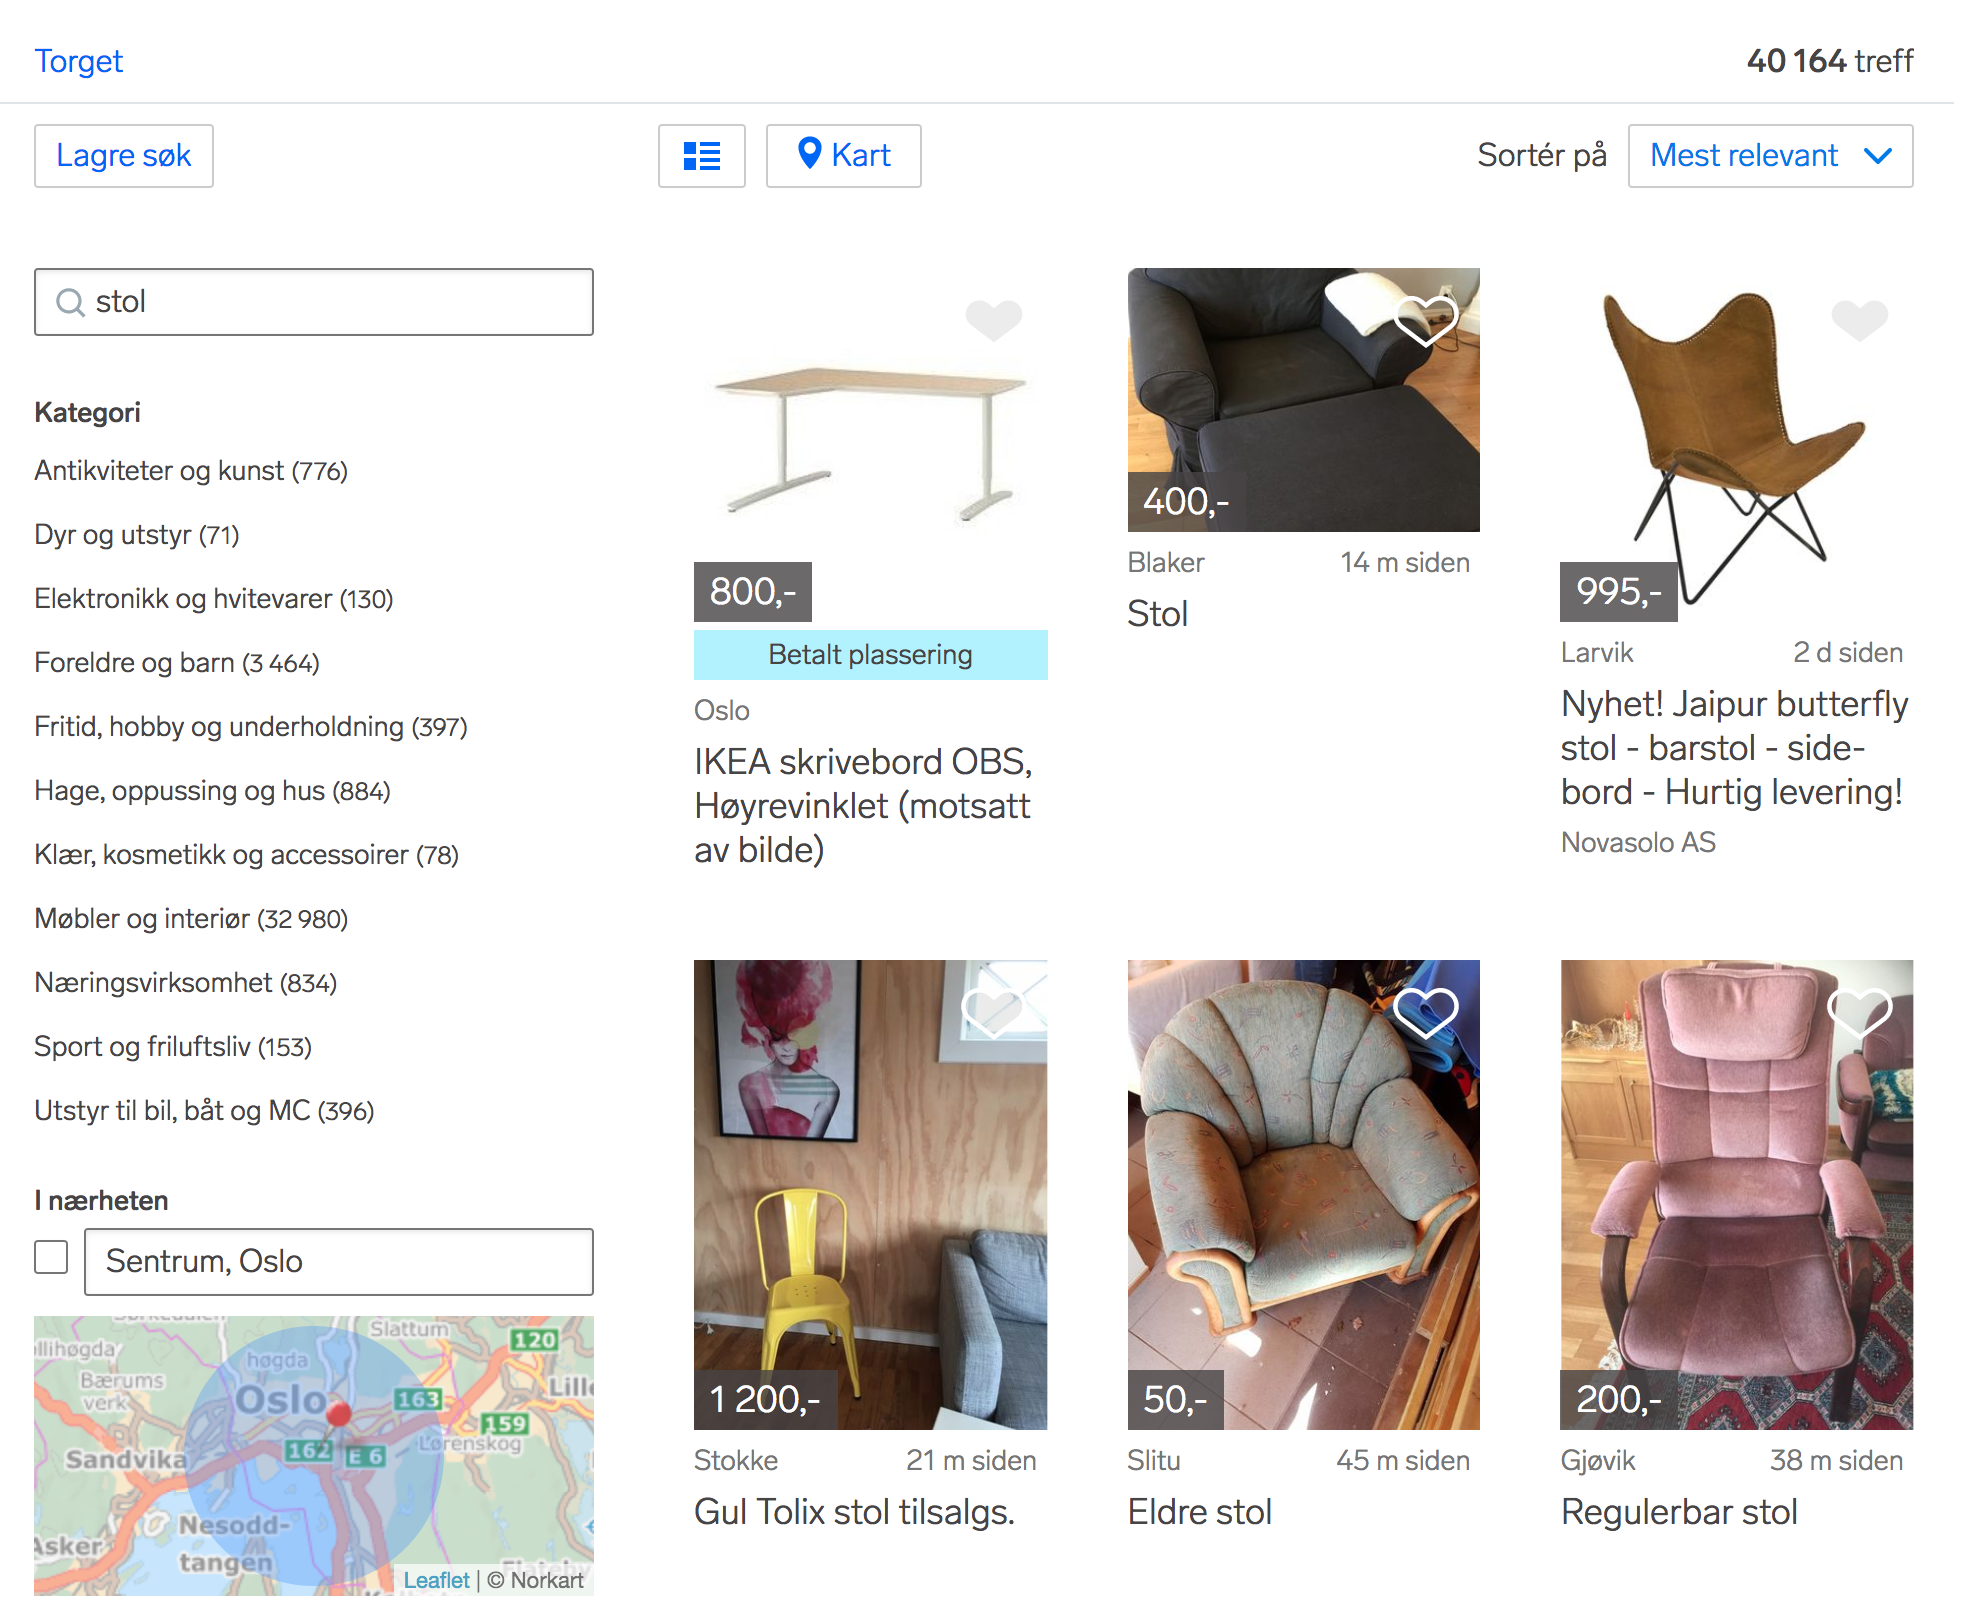 Torget
40 164 treff
Lagre søk
Kart
Sortér på
Mest relevant
stol
Kategori
Antikviteter og kunst (776)
Dyr og utstyr (71)
Elektronikk og hvitevarer (130)
Foreldre og barn (3 464)
Fritid, hobby og underholdning (397)
Hage, oppussing og hus (884)
Klær, kosmetikk og accessoirer (78)
Møbler og interiør (32 980)
Næringsvirksomhet (834)
Sport og friluftsliv (153)
Utstyr til bil, båt og MC (396)
I nærheten
Sentrum, Oslo
Slattum
120
høgda
Bærums
verk
Oslo
163
Lille
159
Lørenskog
162
E 6
Sandvika
Nesodd-
tangen
Asker
Leaflet | © Norkart
800,-
Betalt plassering
Oslo
IKEA skrivebord OBS,
Høyrevinklet (motsatt
av bilde)
400,-
Blaker
14 m siden
Stol
995,-
Larvik
2 d siden
Nyhet! Jaipur butterfly
stol - barstol - side-
bord - Hurtig levering!
Novasolo AS
1 200,-
Stokke
21 m siden
Gul Tolix stol tilsalgs.
50,-
Slitu
45 m siden
Eldre stol
200,-
Gjøvik
38 m siden
Regulerbar stol